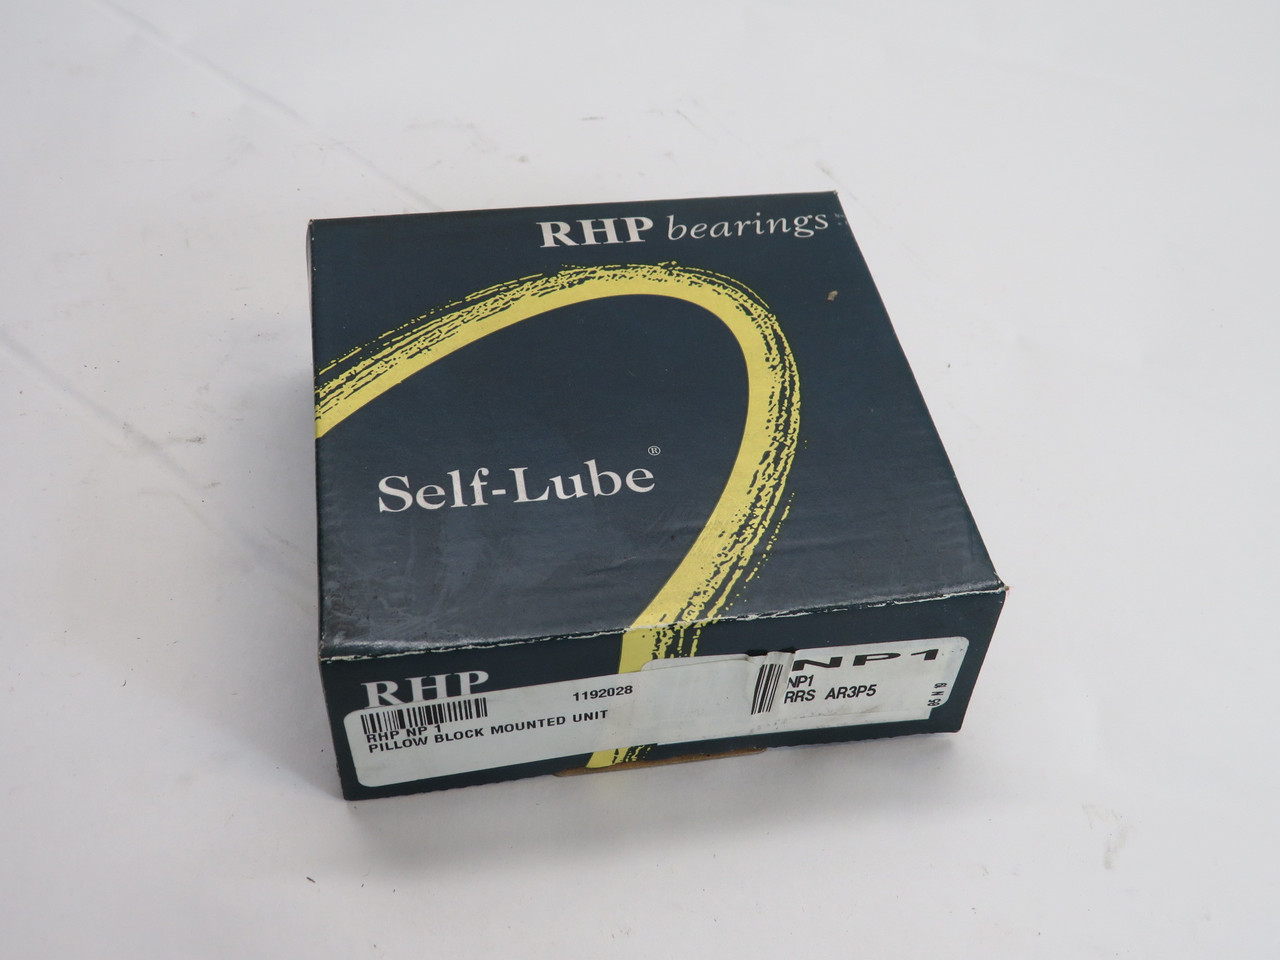 RHP bearings
Self-Lube®
RHP
1192028
RHP NP 1
PILLOW BLOCK MOUNTED UNIT
NP1
NP1
RRS AR3P5